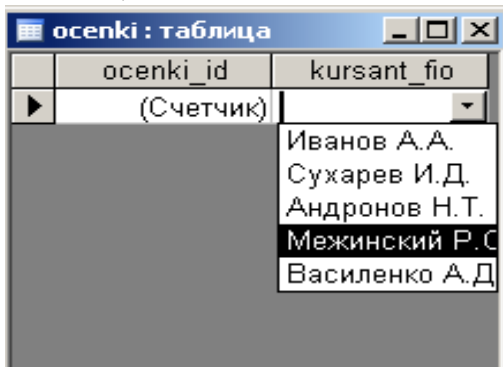 ocenki : таблица
ocenki_id kursant_fio
(Счетчик)
Иванов А.А.
Сухарев И.Д.
Андронов Н.Т.
Межинский Р.
Василенко А.Д